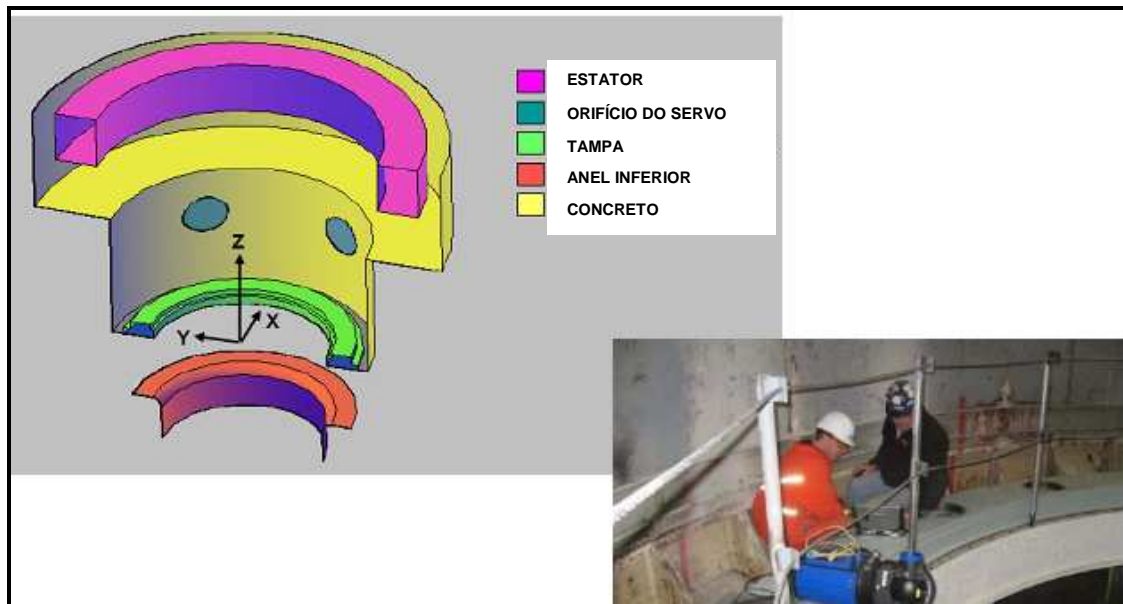 ESTATOR
ORIFÍCIO DO SERVO
TAMPA
ANEL INFERIOR
CONCRETO
Z
Y
X